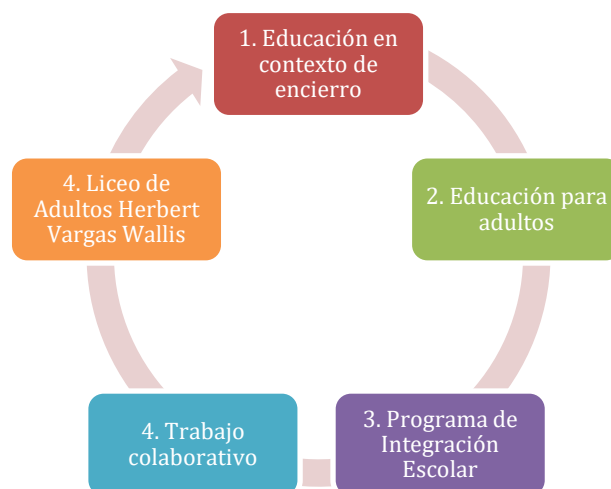 1. Educación en
contexto de
encierro
2. Educación para
adultos
3. Programa de
Integración
Escolar
4. Trabajo
colaborativo
4. Liceo de
Adultos Herbert
Vargas Wallis